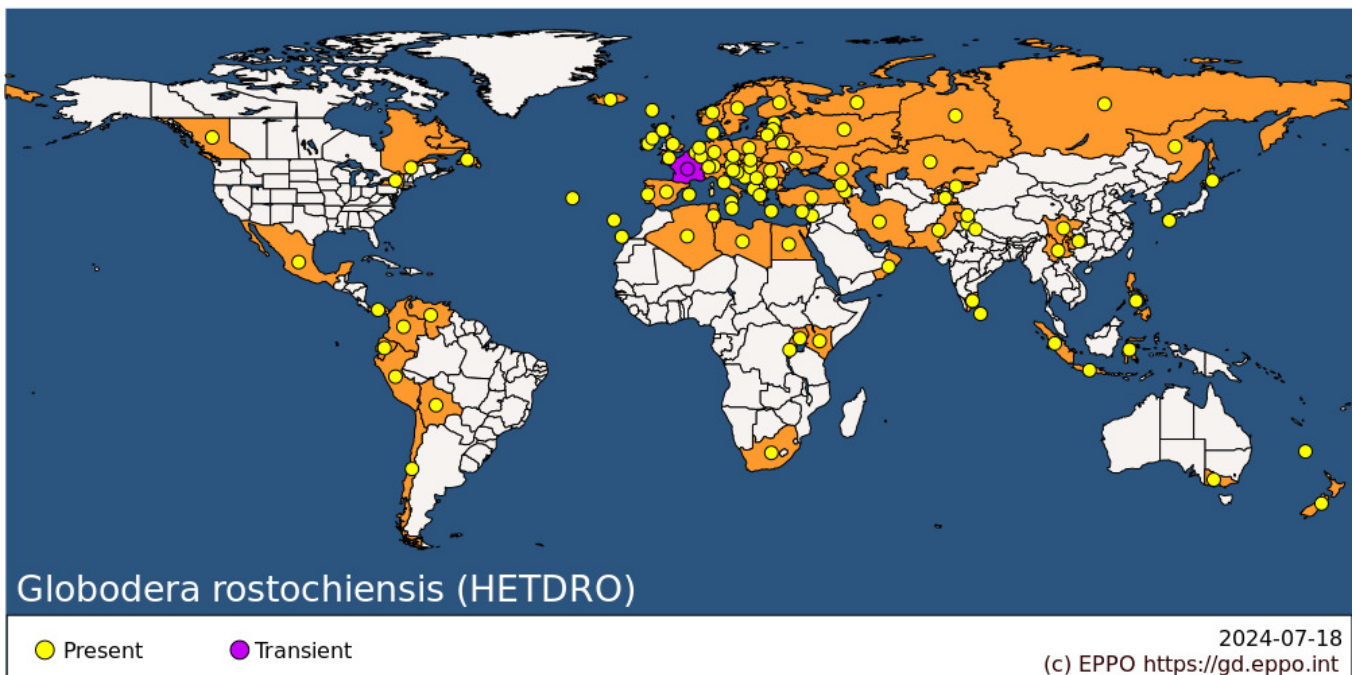 Globodera rostochiensis (HETDRO)
Present
Transient
2024-07-18
(c) EPPO https://gd.eppo.int